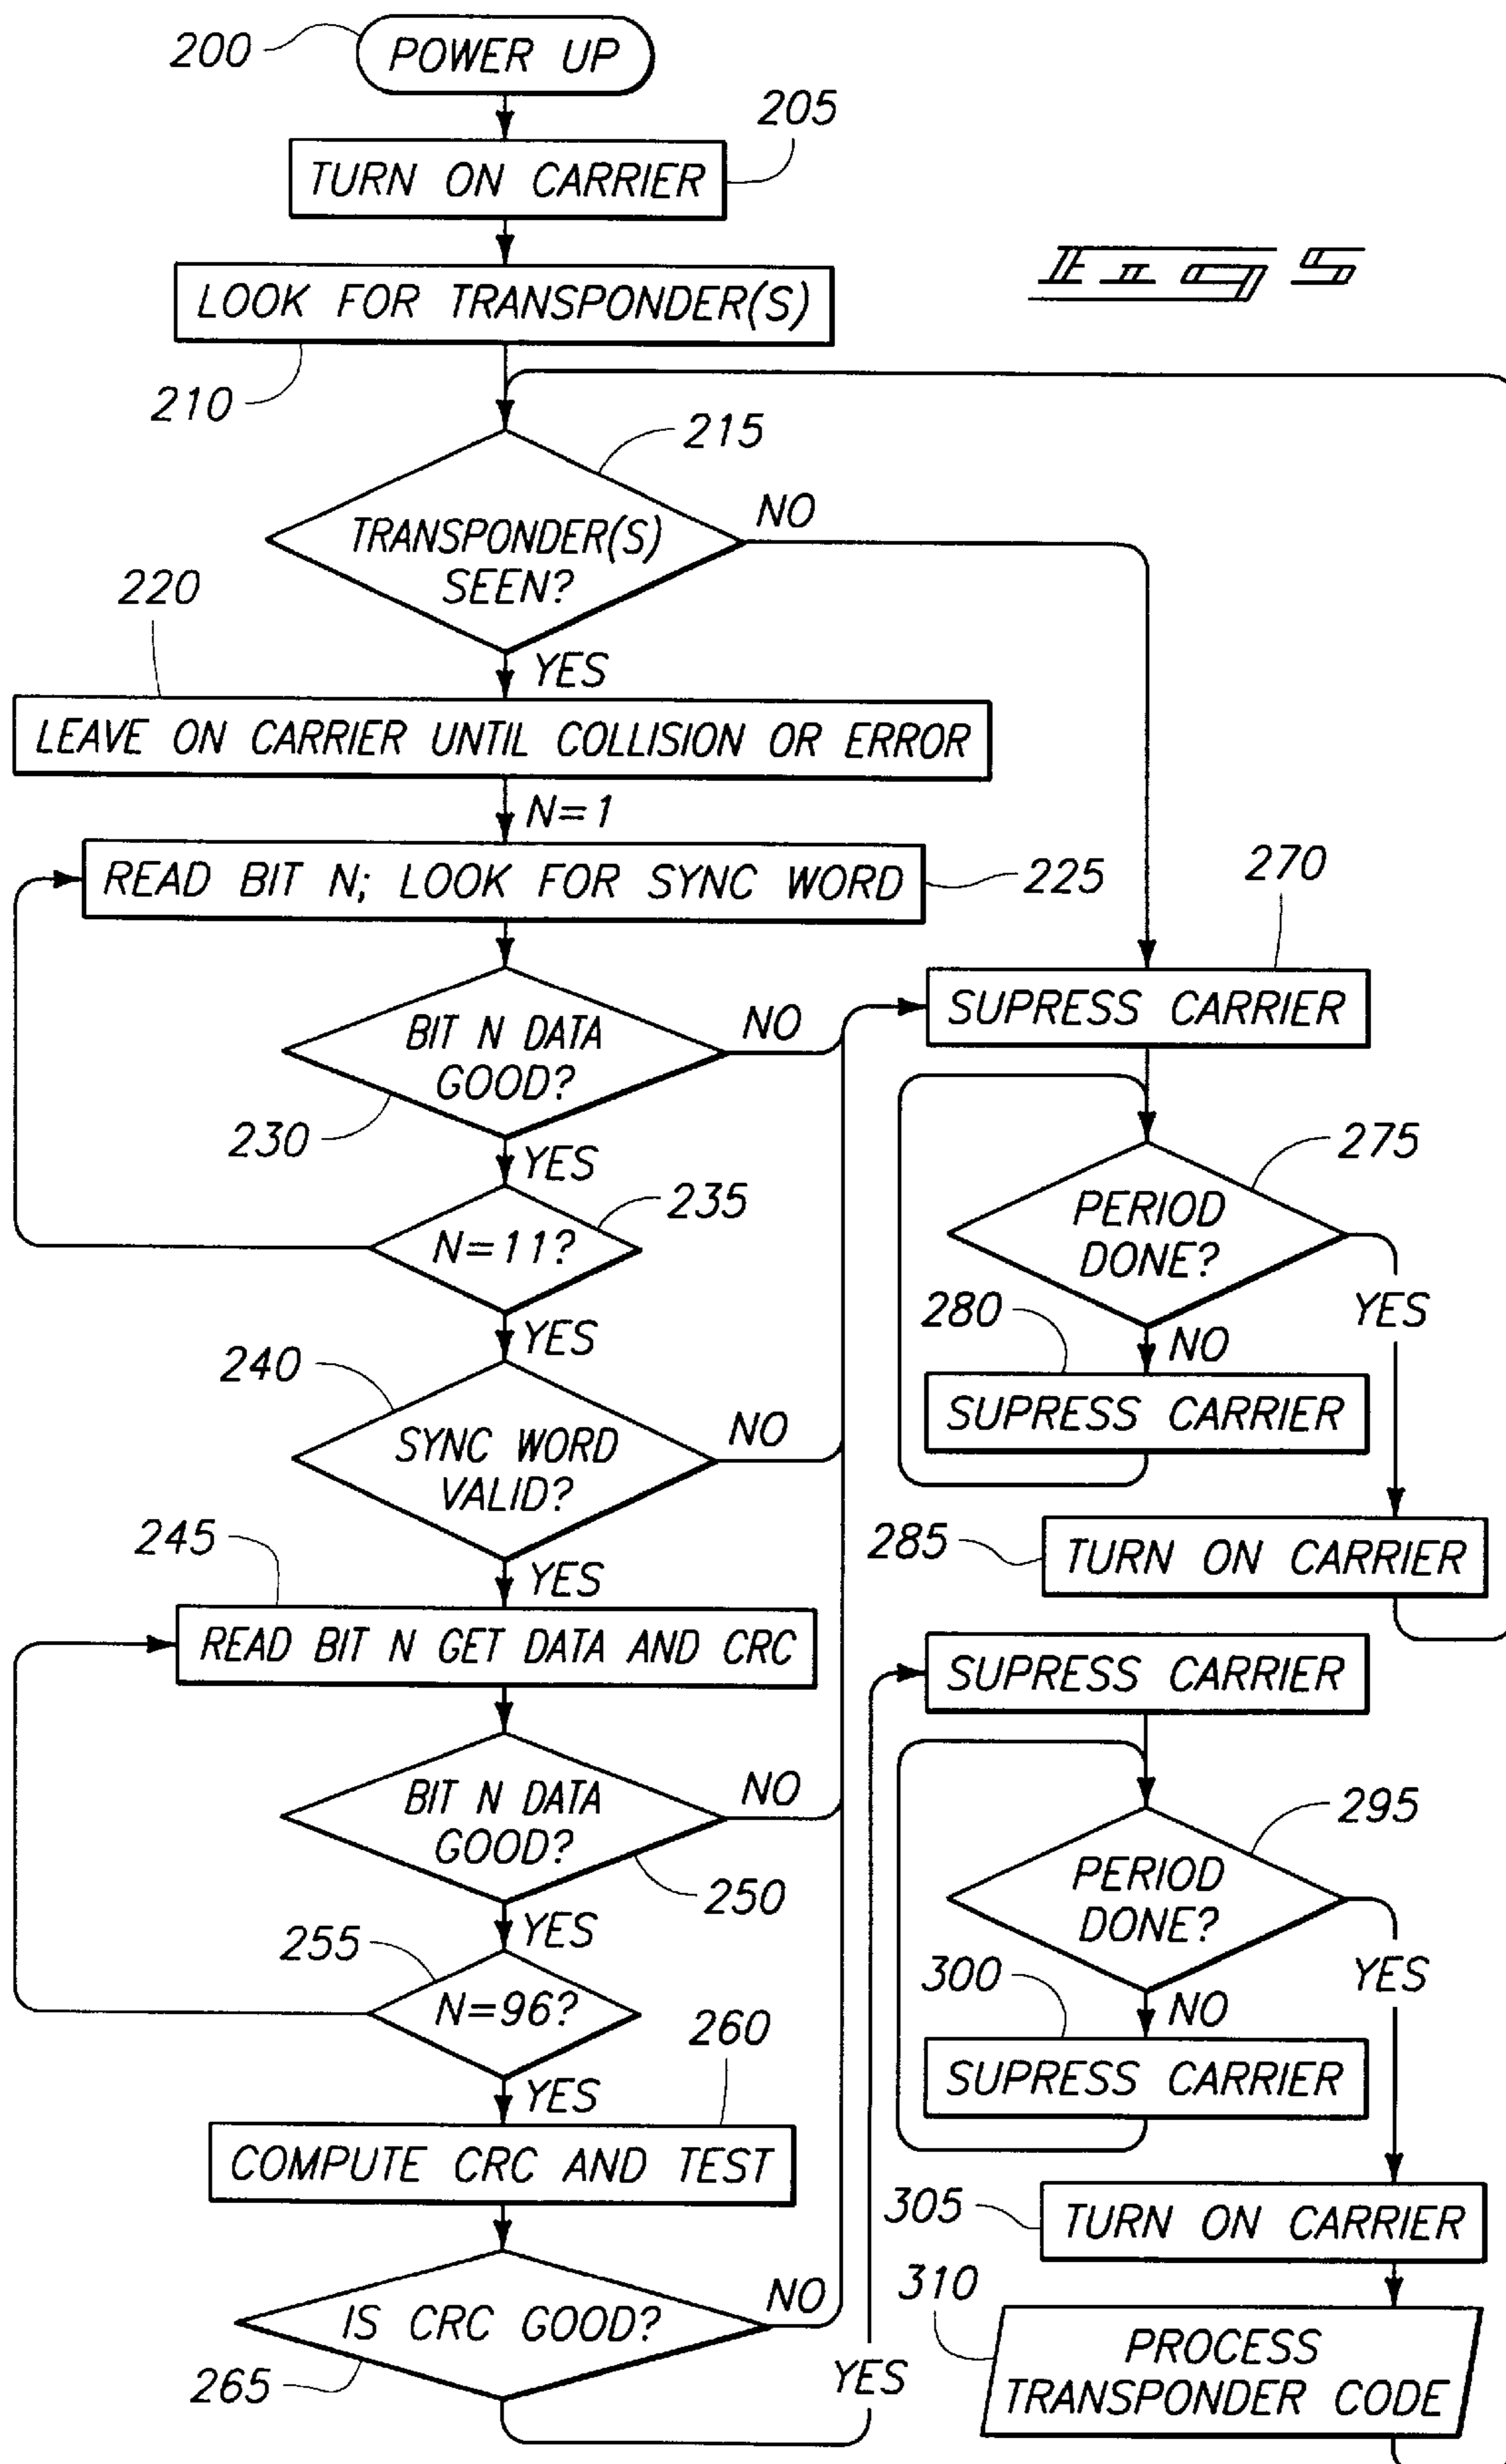 200
POWER UP
205
TURN ON CARRIER
Fig 5
LOOK FOR TRANSPONDER(S)
210
215
TRANSPONDER(S)
SEEN?
NO
220
YES
LEAVE ON CARRIER UNTIL COLLISION OR ERROR
N=1
READ BIT N; LOOK FOR SYNC WORD
225
BIT N DATA
GOOD?
NO
230
YES
235
N=11?
YES
240
SYNC WORD
VALID?
NO
245
YES
READ BIT N GET DATA AND CRC
BIT N DATA
GOOD?
NO
250
YES
255
N=96?
260
YES
COMPUTE CRC AND TEST
IS CRC GOOD?
NO
265
YES
270
SUPRESS CARRIER
275
PERIOD
DONE?
YES
280
NO
SUPRESS CARRIER
285
TURN ON CARRIER
SUPRESS CARRIER
295
PERIOD
DONE?
YES
300
NO
SUPRESS CARRIER
305
TURN ON CARRIER
310
PROCESS
TRANSPONDER CODE